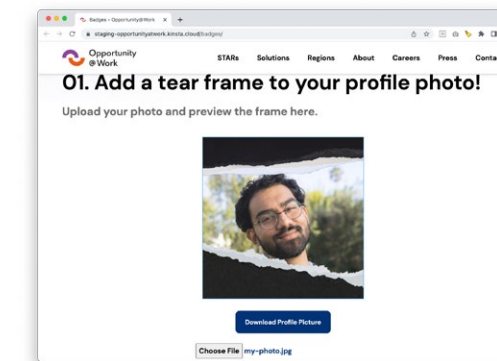 Badges – Opportunity@Work
staging-opportunityatwork.kinsta.cloud/badges/
Opportunity
@Work
STARs Solutions Regions About Careers Press Conta
01. Add a tear frame to your profile photo!
Upload your photo and preview the frame here.
Download Profile Picture
Choose File my-photo.jpg